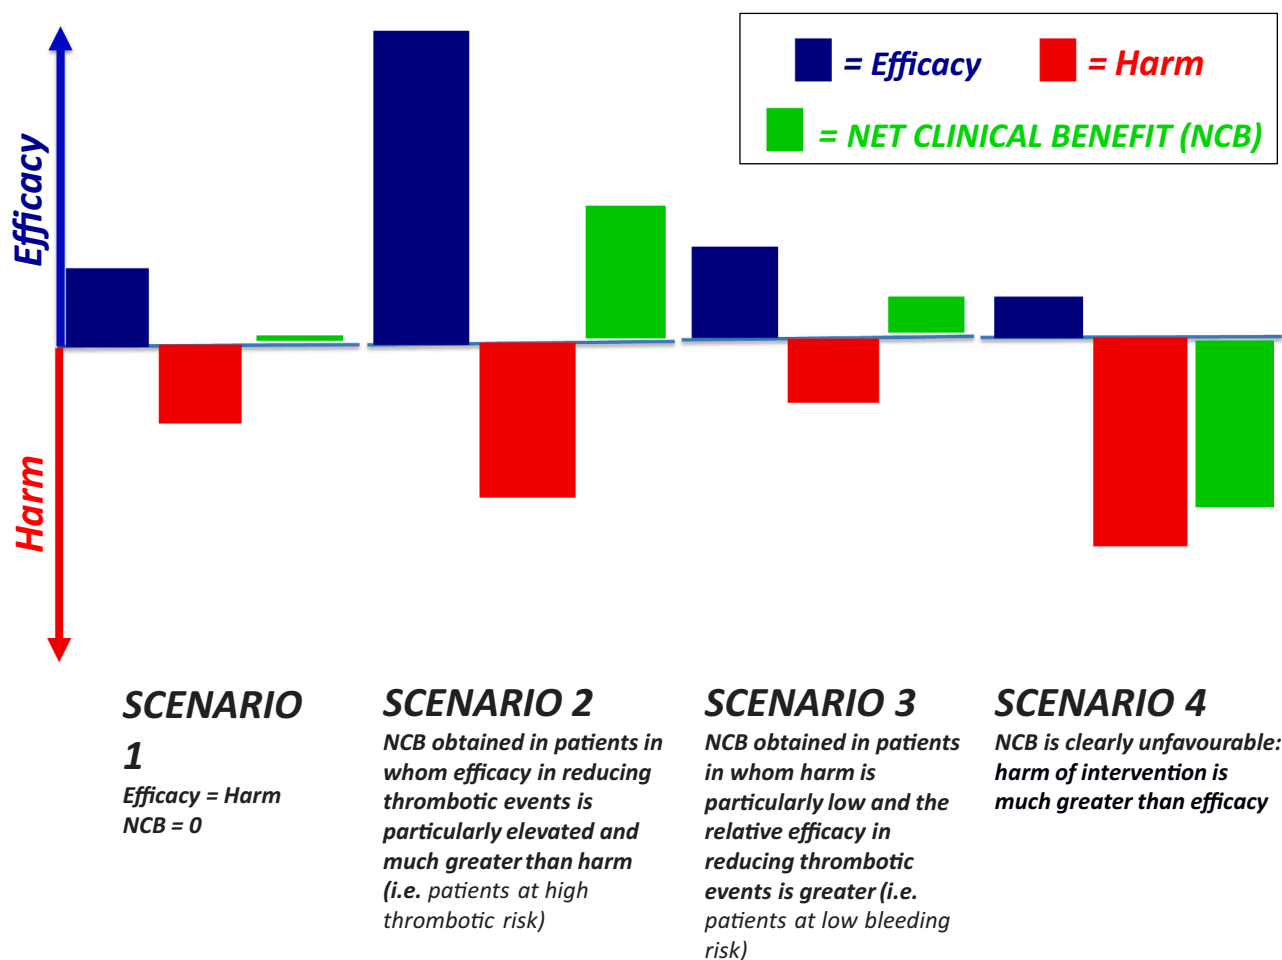 = Efficacy
= Harm
= NET CLINICAL BENEFIT (NCB)
Efficacy
Harm
SCENARIO
1
Efficacy = Harm
NCB = 0
SCENARIO 2
NCB obtained in patients in
whom efficacy in reducing
thrombotic events is
particularly elevated and
much greater than harm
(i.e. patients at high
thrombotic risk)
SCENARIO 3
NCB obtained in patients
in whom harm is
particularly low and the
relative efficacy in
reducing thrombotic
events is greater (i.e.
patients at low bleeding
risk)
SCENARIO 4
NCB is clearly unfavourable:
harm of intervention is
much greater than efficacy